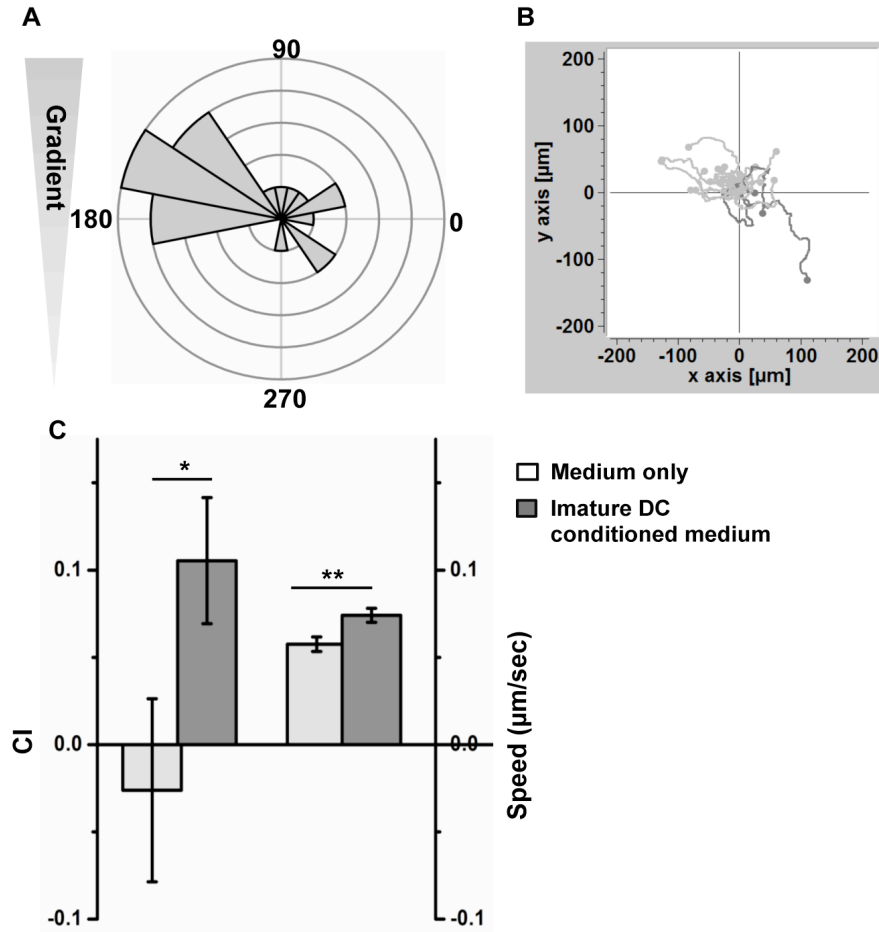 A
Gradient
90
180
0
270
B
200
100
0
-100
-200
y axis [µm]
-200 -100 0 100 200
x axis [µm]
C
*
**
0.1
0.0
-0.1
CI
0.1
0.0
-0.1
Speed (µm/sec)
Medium only
Imature DC
conditioned medium